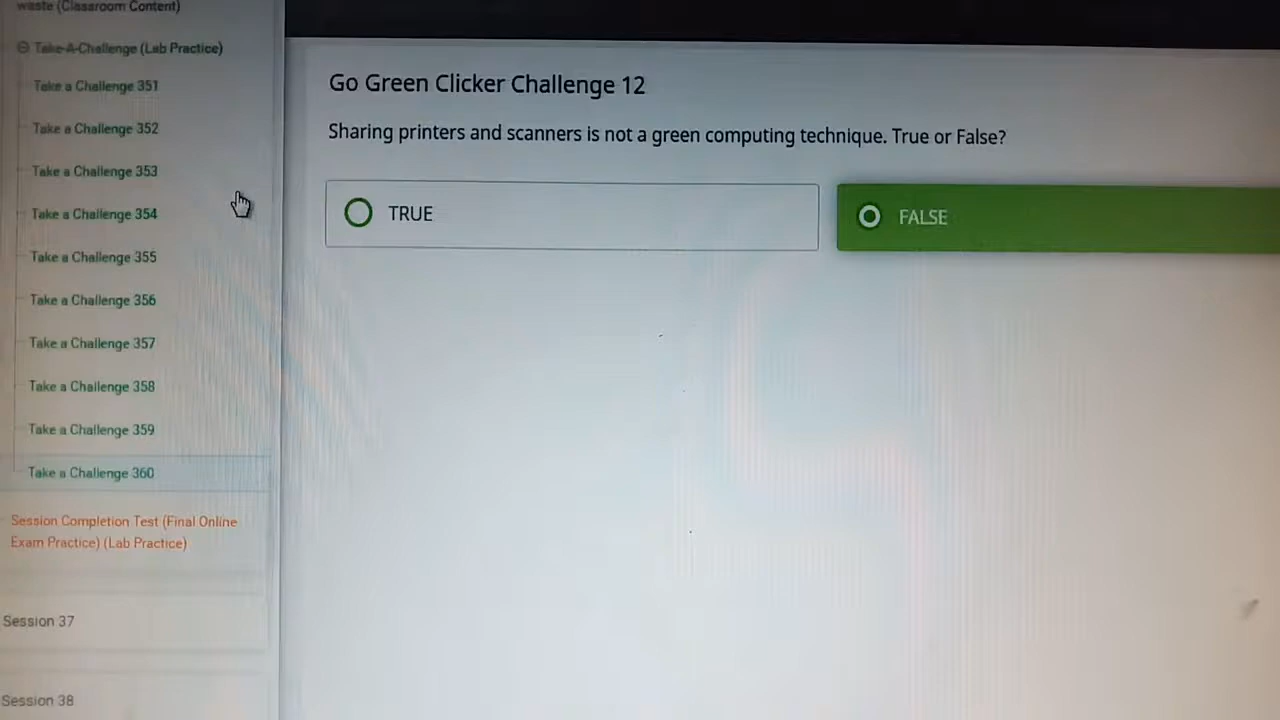 waste (Classroom Content)
Take-A-Challenge (Lab Practice)
Take a Challenge 351
Take a Challenge 352
Take a Challenge 353
Take a Challenge 354
Take a Challenge 355
Take a Challenge 356
Take a Challenge 357
Take a Challenge 358
Take a Challenge 359
Take a Challenge 360
Session Completion Test (Final Online
Exam Practice) (Lab Practice)
Session 37
Session 38
Go Green Clicker Challenge 12
Sharing printers and scanners is not a green computing technique. True or False?
TRUE
FALSE